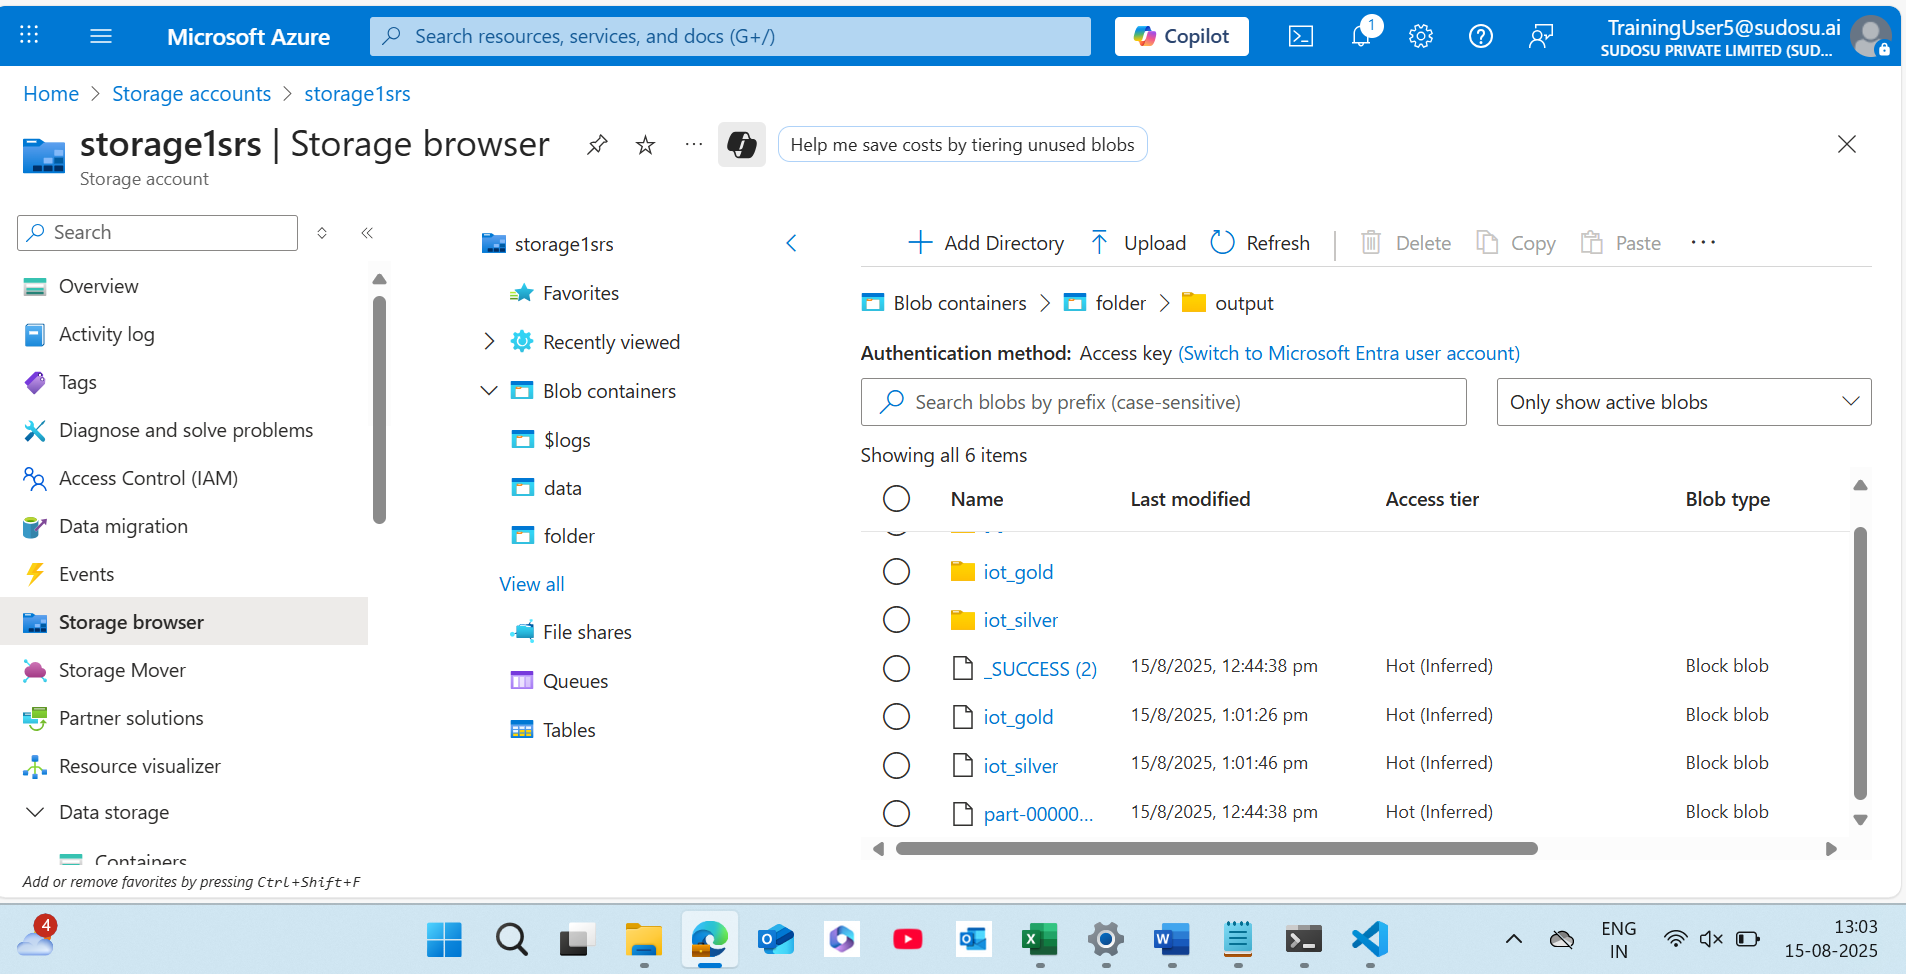 Microsoft Azure
Search resources, services, and docs (G+/)
Copilot
1
TrainingUser5@sudosu.ai
SUDOSU PRIVATE LIMITED (SUD...
Home > Storage accounts > storage1srs
storage1srs | Storage browser
...
Help me save costs by tiering unused blobs
Storage account
Search
Overview
Activity log
Tags
Diagnose and solve problems
Access Control (IAM)
Data migration
Events
Storage browser
Storage Mover
Partner solutions
Resource visualizer
Data storage
Containers
Add or remove favorites by pressing Ctrl+Shift+F
storage1srs
Favorites
Recently viewed
Blob containers
$logs
data
folder
View all
File shares
Queues
Tables
Add Directory
Upload
Refresh
Delete
Copy
Paste
...
Blob containers > folder > output
Authentication method: Access key (Switch to Microsoft Entra user account)
Search blobs by prefix (case-sensitive)
Only show active blobs
Showing all 6 items
Name Last modified Access tier Blob type
iot_gold
iot_silver
_SUCCESS (2) 15/8/2025, 12:44:38 pm Hot (Inferred) Block blob
iot_gold 15/8/2025, 1:01:26 pm Hot (Inferred) Block blob
iot_silver 15/8/2025, 1:01:46 pm Hot (Inferred) Block blob
part-00000... 15/8/2025, 12:44:38 pm Hot (Inferred) Block blob
4
ENG
IN
13:03
15-08-2025